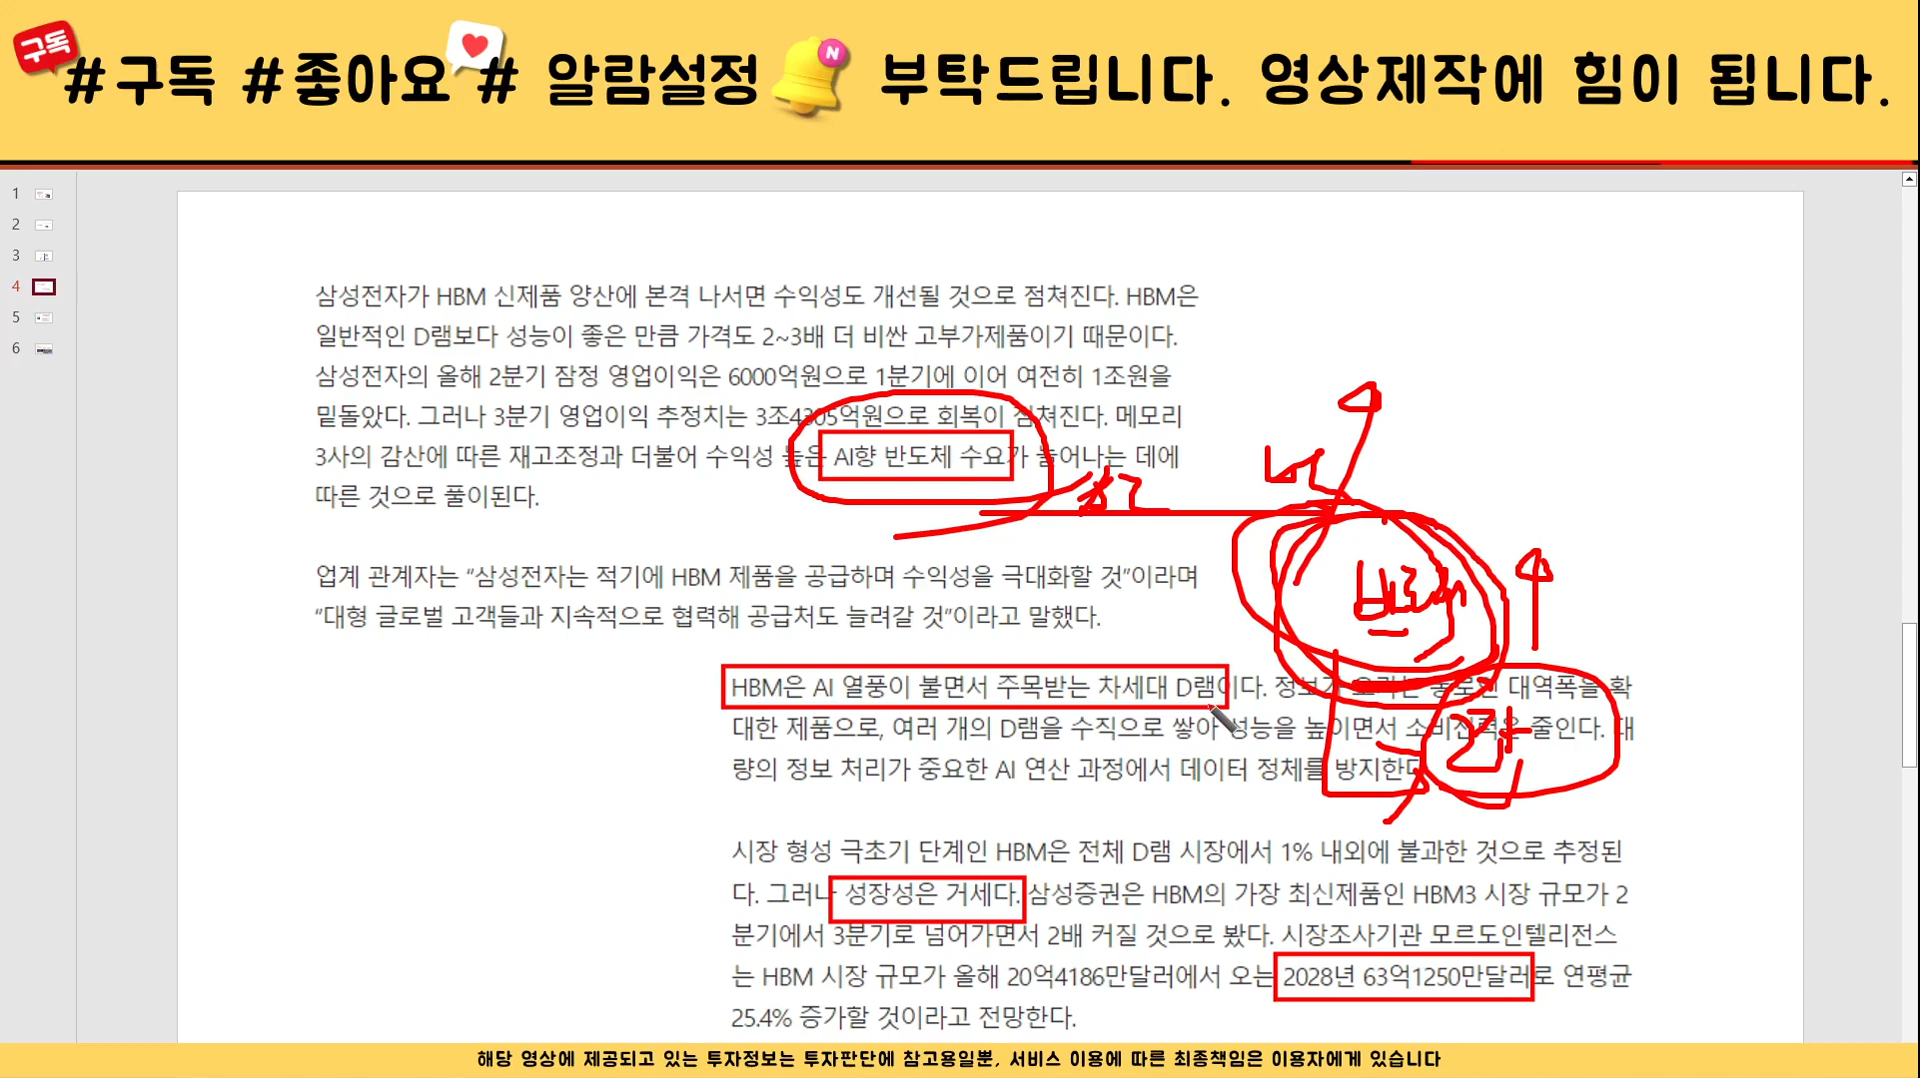 구독
#구독 #좋아요 # 알람설정 N 부탁드립니다. 영상제작에 힘이 됩니다.
1
2
3
4
5
6
삼성전자가 HBM 신제품 양산에 본격 나서면 수익성도 개선될 것으로 점쳐진다. HBM은
일반적인 D램보다 성능이 좋은 만큼 가격도 2~3배 더 비싼 고부가제품이기 때문이다.
삼성전자의 올해 2분기 잠정 영업이익은 6000억원으로 1분기에 이어 여전히 1조원을
밑돌았다. 그러나 3분기 영업이익 추정치는 3조4305억원으로 회복이 점쳐진다. 메모리
3사의 감산에 따른 재고조정과 더불어 수익성 높은 AI향 반도체 수요가 늘어나는 데에
따른 것으로 풀이된다.
업계 관계자는 “삼성전자는 적기에 HBM 제품을 공급하며 수익성을 극대화할 것”이라며
“대형 글로벌 고객들과 지속적으로 협력해 공급처도 늘려갈 것”이라고 말했다.
HBM은 AI 열풍이 불면서 주목받는 차세대 D램이다. 정보가 대역폭을 확
대한 제품으로, 여러 개의 D램을 수직으로 쌓아 성능을 높이면서 소비전력은 줄인다. 대
량의 정보 처리가 중요한 AI 연산 과정에서 데이터 정체를 방지한다
시장 형성 극초기 단계인 HBM은 전체 D램 시장에서 1% 내외에 불과한 것으로 추정된
다. 그러나 성장성은 거세다. 삼성증권은 HBM의 가장 최신제품인 HBM3 시장 규모가 2
분기에서 3분기로 넘어가면서 2배 커질 것으로 봤다. 시장조사기관 모르도인텔리전스
는 HBM 시장 규모가 올해 20억4186만달러에서 오는 2028년 63억1250만달러로 연평균
25.4% 증가할 것이라고 전망한다.
해당 영상에 제공되고 있는 투자정보는 투자판단에 참고용일뿐, 서비스 이용에 따른 최종책임은 이용자에게 있습니다